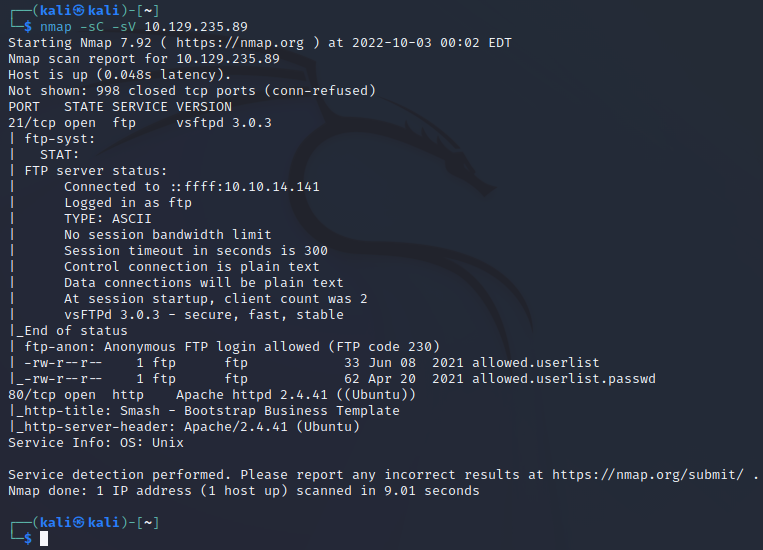 ┌──(kali㉿kali)-[~]
└─$ nmap -sC -sV 10.129.235.89
Starting Nmap 7.92 ( https://nmap.org ) at 2022-10-03 00:02 EDT
Nmap scan report for 10.129.235.89
Host is up (0.048s latency).
Not shown: 998 closed tcp ports (conn-refused)
PORT   STATE SERVICE VERSION
21/tcp open  ftp     vsftpd 3.0.3
| ftp-syst:
|   STAT:
| FTP server status:
|      Connected to ::ffff:10.10.14.141
|      Logged in as ftp
|      TYPE: ASCII
|      No session bandwidth limit
|      Session timeout in seconds is 300
|      Control connection is plain text
|      Data connections will be plain text
|      At session startup, client count was 2
|      vsFTPd 3.0.3 - secure, fast, stable
|_End of status
| ftp-anon: Anonymous FTP login allowed (FTP code 230)
| -rw-r--r--    1 ftp      ftp            33 Jun 08  2021 allowed.userlist
|_-rw-r--r--    1 ftp      ftp            62 Apr 20  2021 allowed.userlist.passwd
80/tcp open  http    Apache httpd 2.4.41 ((Ubuntu))
|_http-title: Smash - Bootstrap Business Template
|_http-server-header: Apache/2.4.41 (Ubuntu)
Service Info: OS: Unix
Service detection performed. Please report any incorrect results at https://nmap.org/submit/ .
Nmap done: 1 IP address (1 host up) scanned in 9.01 seconds
┌──(kali㉿kali)-[~]
└─$